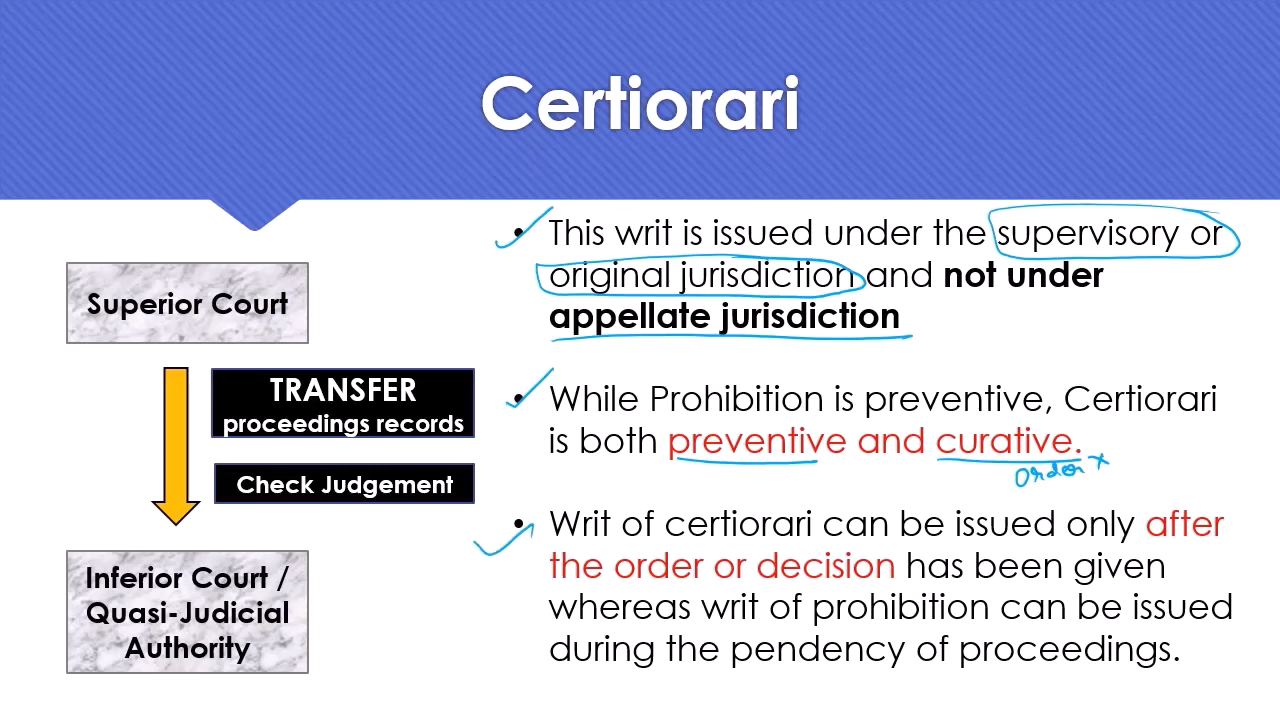 Certiorari
Superior Court
TRANSFER
proceedings records
Check Judgement
Inferior Court /
Quasi-Judicial
Authority
• This writ is issued under the supervisory or
original jurisdiction and not under
appellate jurisdiction
• While Prohibition is preventive, Certiorari
is both preventive and curative.
Order x
• Writ of certiorari can be issued only after
the order or decision has been given
whereas writ of prohibition can be issued
during the pendency of proceedings.